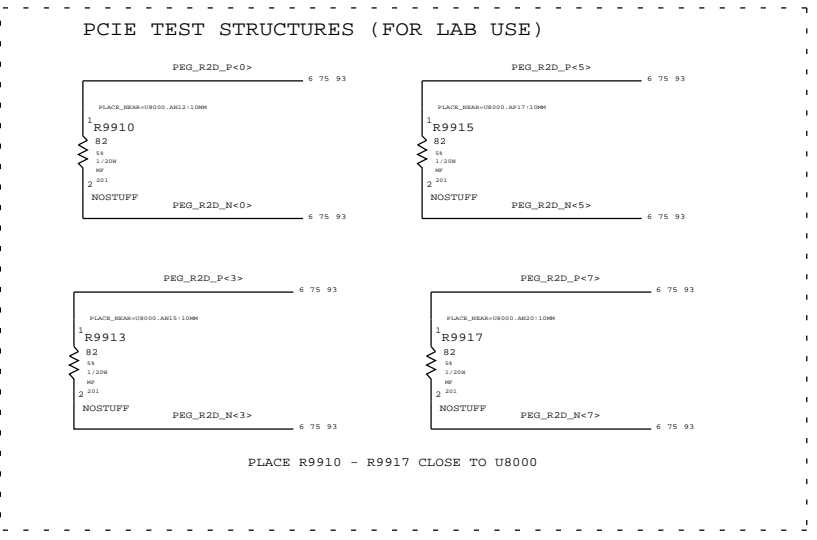 PCIE TEST STRUCTURES (FOR LAB USE)
PEG_R2D_P<0>
6 75 93
PLACE_NEAR=U8000.AN12:10MM
1
R9910
82
5%
1/20W
MF
201
2
NOSTUFF
PEG_R2D_N<0>
6 75 93
PEG_R2D_P<5>
6 75 93
PLACE_NEAR=U8000.AP17:10MM
1
R9915
82
5%
1/20W
MF
201
2
NOSTUFF
PEG_R2D_N<5>
6 75 93
PEG_R2D_P<3>
6 75 93
PLACE_NEAR=U8000.AN15:10MM
1
R9913
82
5%
1/20W
MF
201
2
NOSTUFF
PEG_R2D_N<3>
6 75 93
PEG_R2D_P<7>
6 75 93
PLACE_NEAR=U8000.AN20:10MM
1
R9917
82
5%
1/20W
MF
201
2
NOSTUFF
PEG_R2D_N<7>
6 75 93
PLACE R9910 - R9917 CLOSE TO U8000